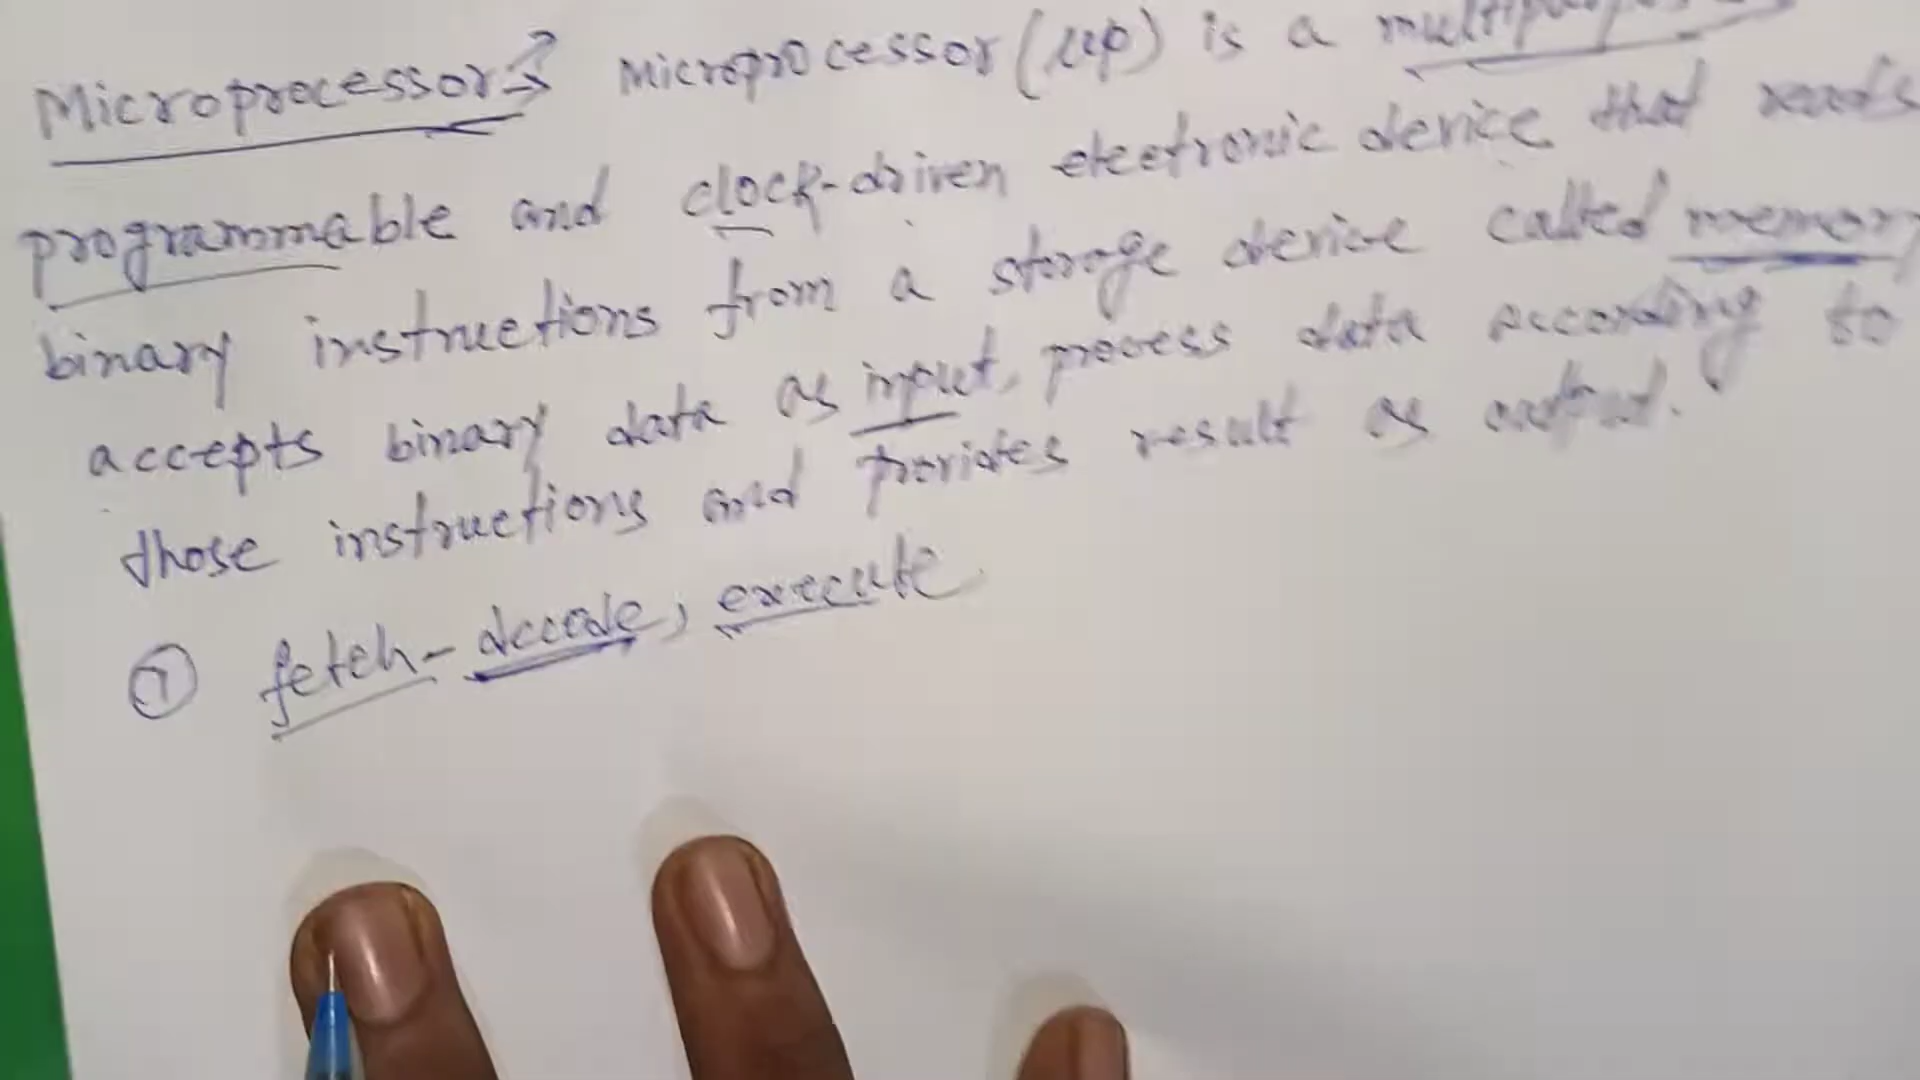 Microprocessor → Microprocessor (μp) is a multipurpose
programmable and clock-driven electronic device that reads
binary instructions from a storage device called memory
accepts binary data as input, process data according to
those instructions and provides result as output.
① fetch - decode, execute